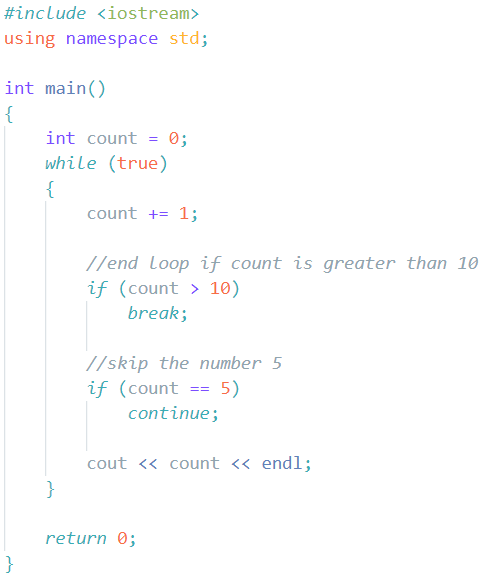 #include <iostream>
using namespace std;

int main()
{
    int count = 0;
    while (true)
    {
        count += 1;

        //end loop if count is greater than 10
        if (count > 10)
            break;

        //skip the number 5
        if (count == 5)
            continue;

        cout << count << endl;
    }

    return 0;
}